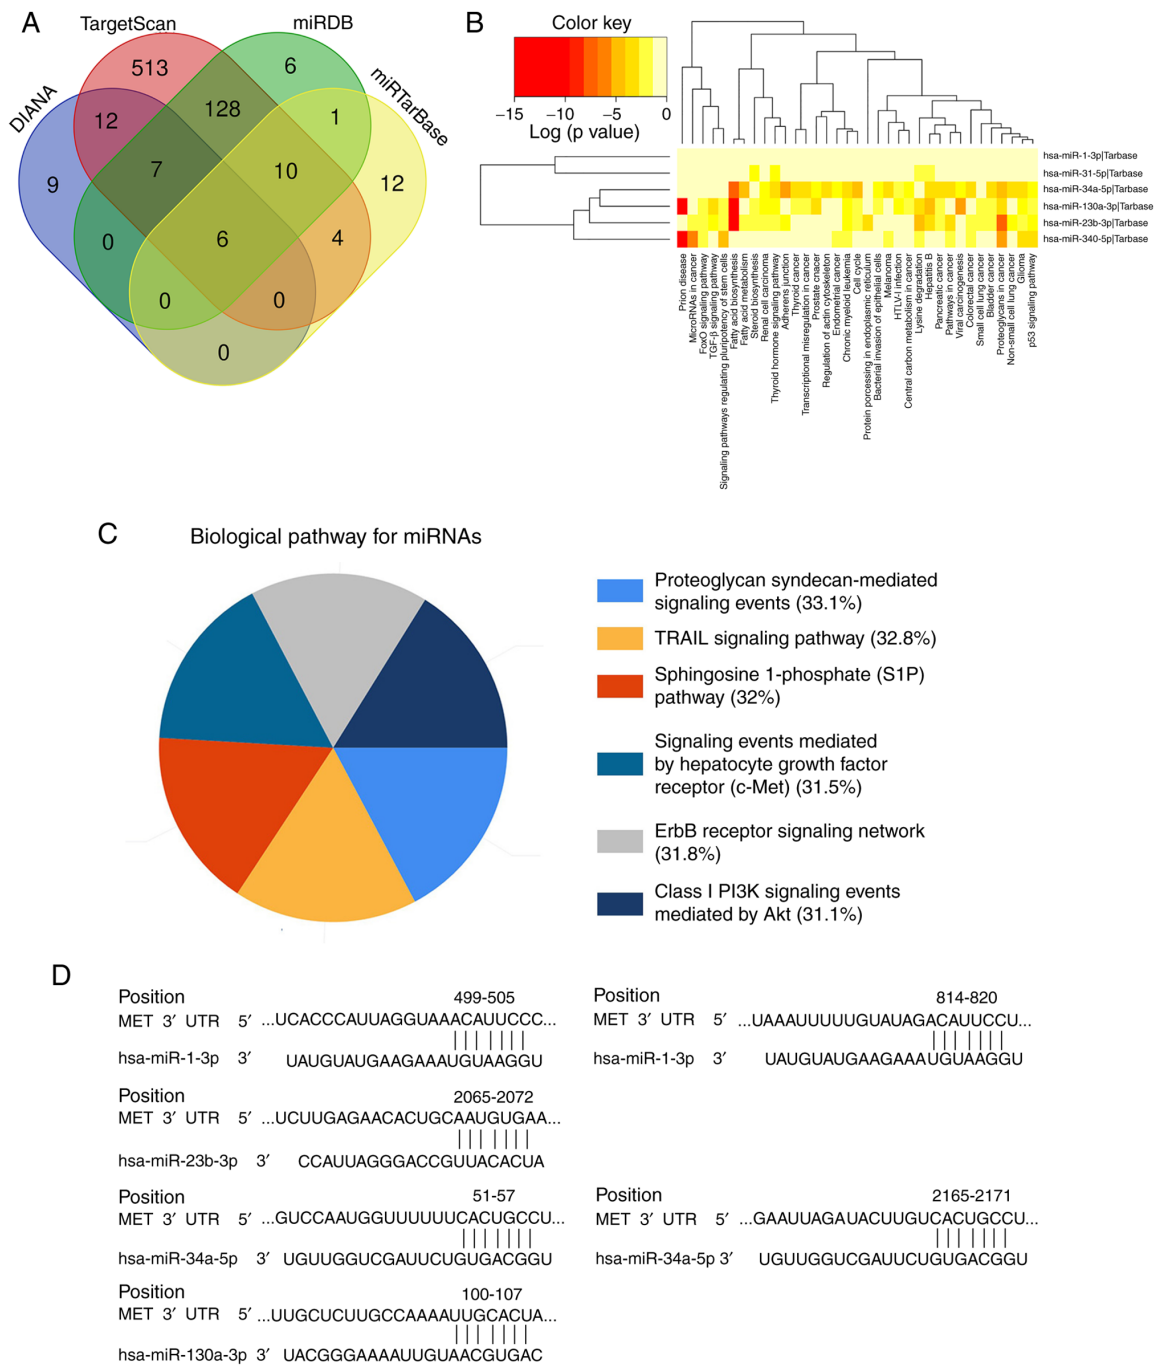 A
TargetScan
miRDB
DIANA
miRTarBase
513
6
12
128
1
9
7
10
12
0
6
4
0
0
0
B
Color key
−15 −10 −5 0
Log (p value)
hsa-miR-1-3p|Tarbase
hsa-miR-31-5p|Tarbase
hsa-miR-34a-5p|Tarbase
hsa-miR-130a-3p|Tarbase
hsa-miR-23b-3p|Tarbase
hsa-miR-340-5p|Tarbase
Prion disease
MicroRNAs in cancer
FoxO signaling pathway
TGF-β signaling pathway
Signaling pathways regulating pluripotency of stem cells
Fatty acid biosynthesis
Fatty acid metabolism
Steroid biosynthesis
Renal cell carcinoma
Thyroid hormone signaling pathway
Adherens junction
Thyroid cancer
Transcriptional misregulation in cancer
Prostate cnacer
Regulation of actin cytoskeleton
Endometrial cancer
Chronic myeloid leukemia
Cell cycle
Protein porcessing in endoplasmic reticulum
Bacterial invasion of epithelial cells
Melanoma
HTLV-I infection
Central carbon metabolism in cancer
Lysine degradation
Hepatitis B
Pancreatic cancer
Pathways in cancer
Viral carcinogenesis
Colorectal cancer
Small cell lung cancer
Bladder cancer
Proteoglycans in cancer
Non-small cell lung cancer
Glioma
p53 signaling pathway
C
Biological pathway for miRNAs
Proteoglycan syndecan-mediated
signaling events (33.1%)
TRAIL signaling pathway (32.8%)
Sphingosine 1-phosphate (S1P)
pathway (32%)
Signaling events mediated
by hepatocyte growth factor
receptor (c-Met) (31.5%)
ErbB receptor signaling network
(31.8%)
Class I PI3K signaling events
mediated by Akt (31.1%)
D
Position 499-505
MET 3′ UTR 5′ ...UCACCCAUUAGGUAAACAUUCCC...
hsa-miR-1-3p 3′ UAUGUAUGAAGAAAUGUAAGGU
Position 814-820
MET 3′ UTR 5′ ...UAAAUUUUUGUAUAGACAUUCCU...
hsa-miR-1-3p 3′ UAUGUAUGAAGAAAUGUAAGGU
Position 2065-2072
MET 3′ UTR 5′ ...UCUUGAGAACACUGCAAUGUGAA...
hsa-miR-23b-3p 3′ CCAUUAGGGACCGUUACACUA
Position 51-57
MET 3′ UTR 5′ ...GUCCAAUGGUUUUUUCACUGCCU...
hsa-miR-34a-5p 3′ UGUUGGUCGAUUCUGUGACGGU
Position 2165-2171
MET 3′ UTR 5′ ...GAAUUAGAUACUUGUCACUGCCU...
hsa-miR-34a-5p 3′ UGUUGGUCGAUUCUGUGACGGU
Position 100-107
MET 3′ UTR 5′ ...UUGCUCUUGCCAAAAUUGCACUA...
hsa-miR-130a-3p 3′ UACGGGAAAAUUGUAACGUGAC